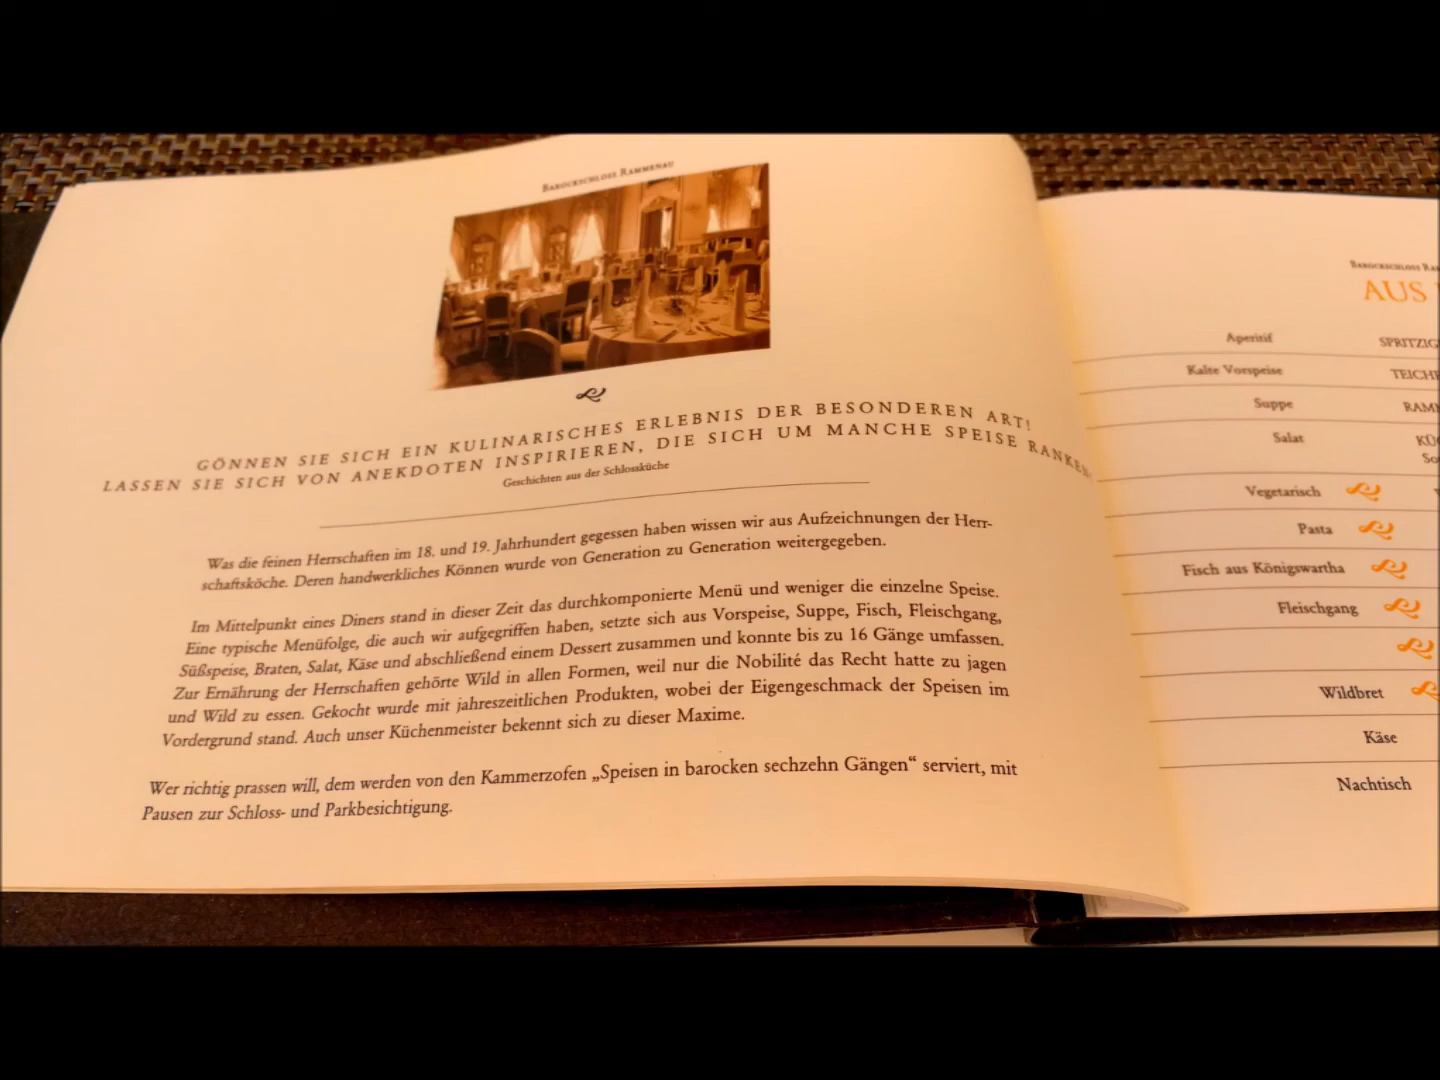 BAROCKSCHLOSS RAMMENAU
GÖNNEN SIE SICH EIN KULINARISCHES ERLEBNIS DER BESONDEREN ART!
LASSEN SIE SICH VON ANEKDOTEN INSPIRIEREN, DIE SICH UM MANCHE SPEISE RANKEN.
Geschichten aus der Schlossküche
Was die feinen Herrschaften im 18. und 19. Jahrhundert gegessen haben wissen wir aus Aufzeichnungen der Herr-
schaftsköche. Deren handwerkliches Können wurde von Generation zu Generation weitergegeben.
Im Mittelpunkt eines Diners stand in dieser Zeit das durchkomponierte Menü und weniger die einzelne Speise.
Eine typische Menüfolge, die auch wir aufgegriffen haben, setzte sich aus Vorspeise, Suppe, Fisch, Fleischgang,
Süßspeise, Braten, Salat, Käse und abschließend einem Dessert zusammen und konnte bis zu 16 Gänge umfassen.
Zur Ernährung der Herrschaften gehörte Wild in allen Formen, weil nur die Nobilité das Recht hatte zu jagen
und Wild zu essen. Gekocht wurde mit jahreszeitlichen Produkten, wobei der Eigengeschmack der Speisen im
Vordergrund stand. Auch unser Küchenmeister bekennt sich zu dieser Maxime.
Wer richtig prassen will, dem werden von den Kammerzofen „Speisen in barocken sechzehn Gängen“ serviert, mit
Pausen zur Schloss- und Parkbesichtigung.
BAROCKSCHLOSS
AUS
Aperitif
Kalte Vorspeise
Suppe
Salat
Vegetarisch
Pasta
Fisch aus Königswartha
Fleischgang
Wildbret
Käse
Nachtisch